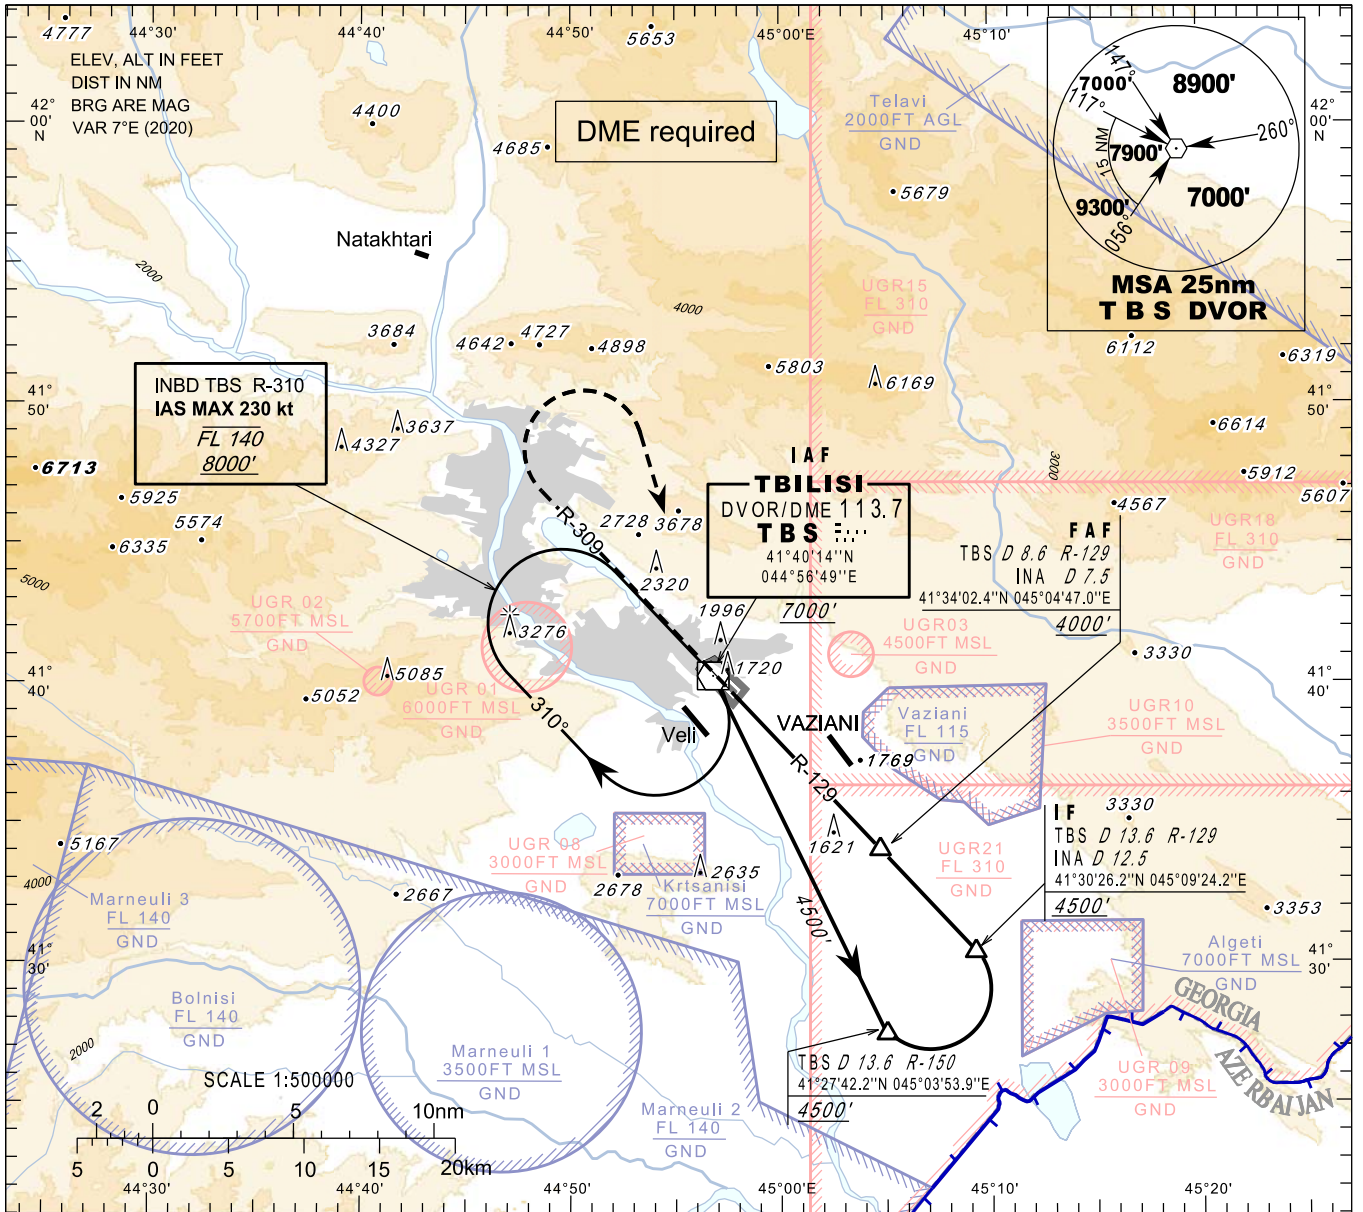 44°30'
44°40'
44°50'
45°00'E
45°10'
4777
ELEV, ALT IN FEET
DIST IN NM
BRG ARE MAG
VAR 7°E (2020)
42°
00'
N
4400
5653
4685
DME required
Telavi
2000FT AGL
GND
5679
147°
7000'
117°
8900'
260°
15 NM
7900'
9300'
056°
7000'
MSA 25nm
TBS DVOR
42°
00'
N
Natakhtari
2000
4000
UGR15
FL 310
GND
3684
4642
4727
4898
5803
6169
6112
6319
INBD TBS R-310
IAS MAX 230 kt
FL 140
8000'
41°
50'
41°
50'
3637
4327
6614
6713
5925
5574
6335
5000
5912
5607
3000
4567
IAF
TBILISI
DVOR/DME 113.7
TBS
41°40'14''N
044°56'49''E
7000'
R-309
2728
3678
2320
1996
1720
UGR18
FL 310
GND
FAF
TBS D 8.6 R-129
INA D 7.5
41°34'02.4''N 045°04'47.0''E
4000'
UGR 02
5700FT MSL
GND
3276
UGR03
4500FT MSL
GND
3330
5085
5052
UGR 01
6000FT MSL
GND
41°
40'
41°
40'
310°
Veli
VAZIANI
1769
Vaziani
FL 115
GND
UGR10
3500FT MSL
GND
R-129
5167
UGR 08
3000FT MSL
GND
2678
2635
Krtsanisi
7000FT MSL
GND
1621
UGR21
FL 310
GND
3330
IF
TBS D 13.6 R-129
INA D 12.5
41°30'26.2''N 045°09'24.2''E
4500'
4000
Marneuli 3
FL 140
GND
2667
4500'
3353
41°
30'
41°
30'
Algeti
7000FT MSL
GND
GEORGIA
AZERBAIJAN
Bolnisi
FL 140
GND
2000
Marneuli 1
3500FT MSL
GND
SCALE 1:500000
TBS D 13.6 R-150
41°27'42.2''N 045°03'53.9''E
4500'
UGR 09
3000FT MSL
GND
Marneuli 2
FL 140
GND
2 0 5 10nm
5 0 5 10 15 20km
44°30'
44°40'
44°50'
45°00'E
45°10'
45°20'